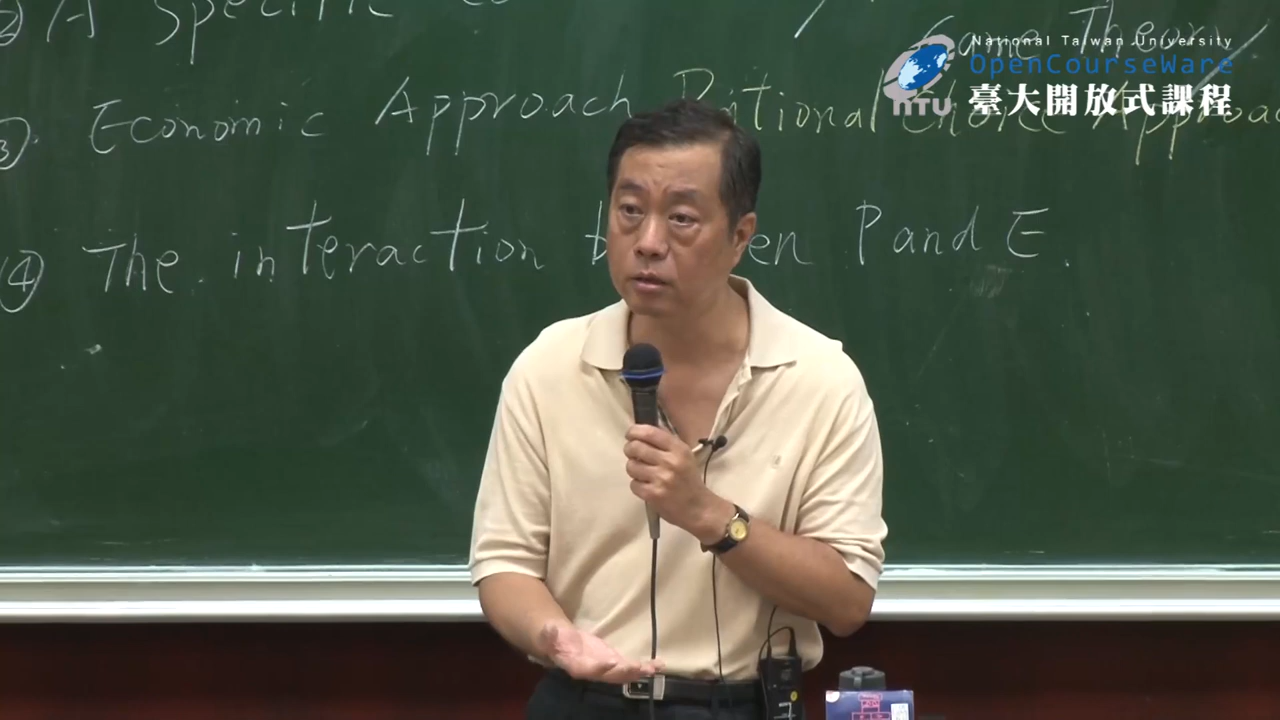 ② A Specific
Game Theory
National Taiwan University
OpenCourseWare
NTU 臺大開放式課程
③. Economic Approach Rational Choice Approac
④ The interaction between P and E.